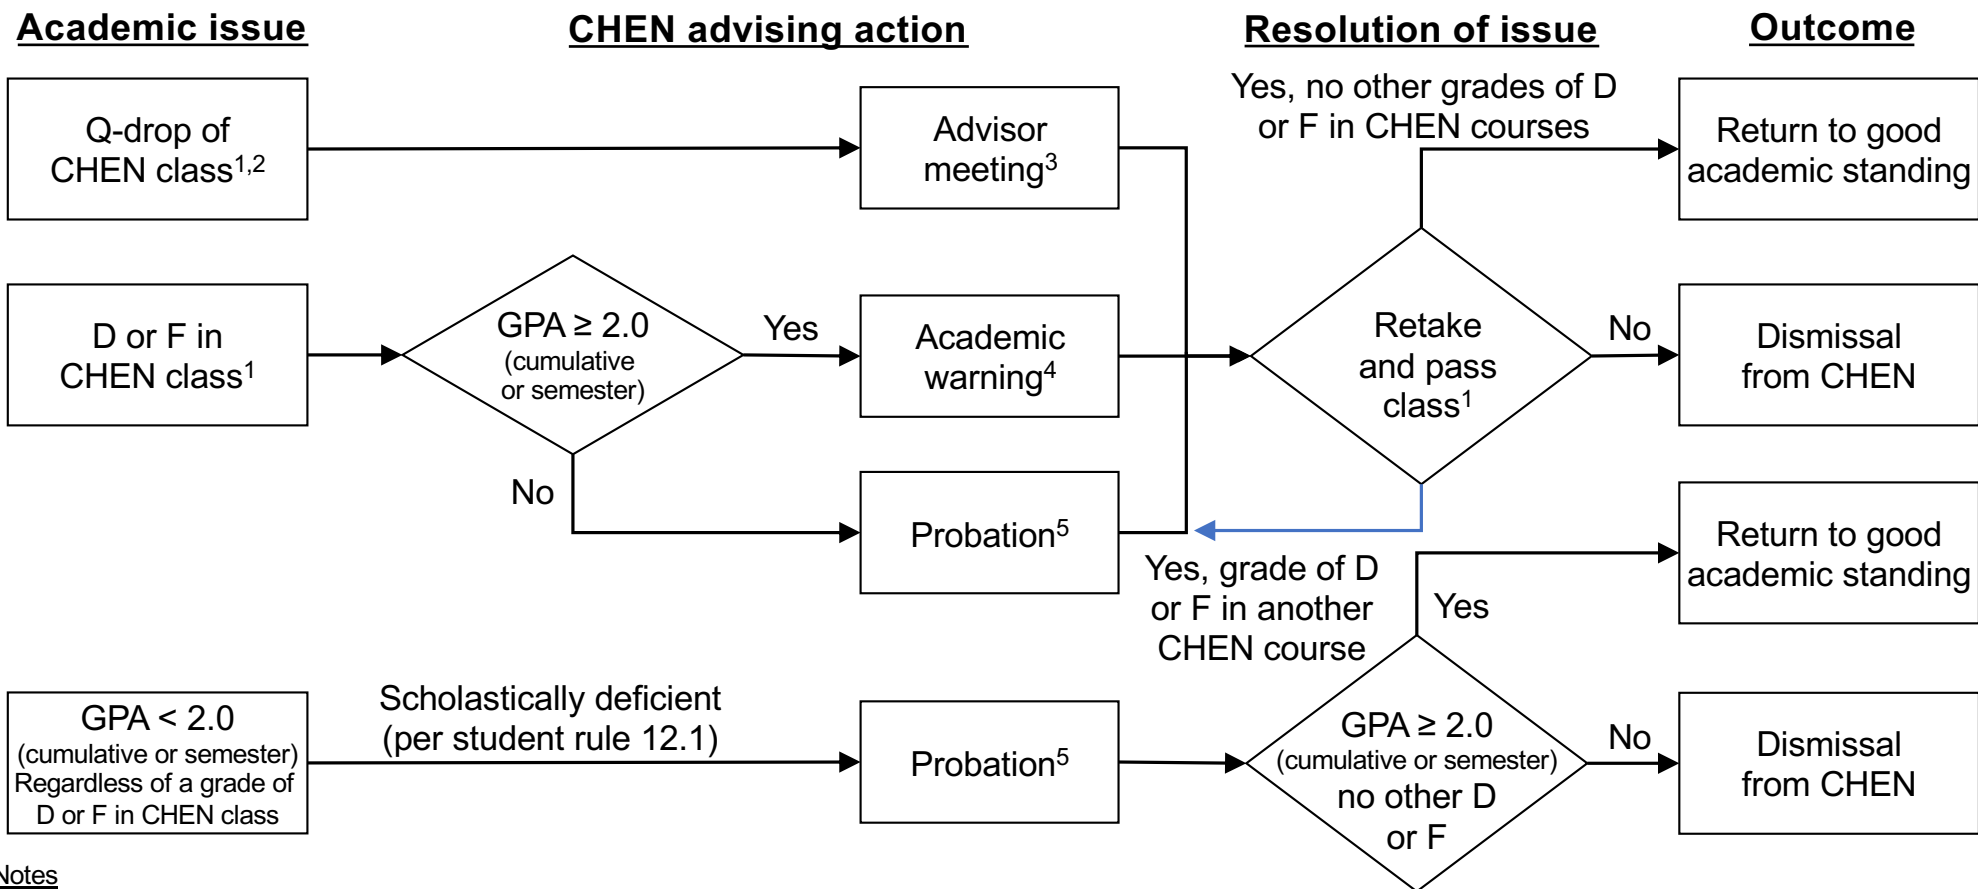 Academic issue
CHEN advising action
Resolution of issue
Outcome
Q-drop of
CHEN class1,2
Advisor
meeting3
Yes, no other grades of D
or F in CHEN courses
Return to good
academic standing
D or F in
CHEN class1
GPA ≥ 2.0
(cumulative
or semester)
Yes
Academic
warning4
Retake
and pass
class1
No
Dismissal
from CHEN
No
Probation5
Yes, grade of D
or F in another
CHEN course
Return to good
academic standing
Yes
GPA < 2.0
(cumulative or semester)
Regardless of a grade of
D or F in CHEN class
Scholastically deficient
(per student rule 12.1)
Probation5
GPA ≥ 2.0
(cumulative or semester)
no other D
or F
No
Dismissal
from CHEN
Notes